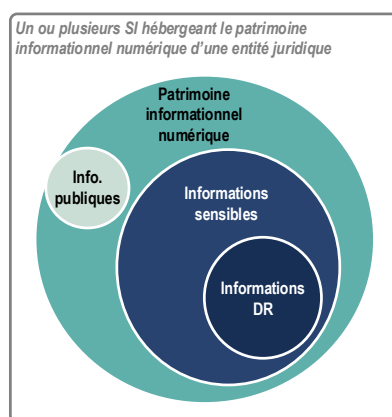 Un ou plusieurs SI hébergeant le patrimoine
informationnel numérique d'une entité juridique
Patrimoine
informationnel
numérique
Info.
publiques
Informations
sensibles
Informations
DR